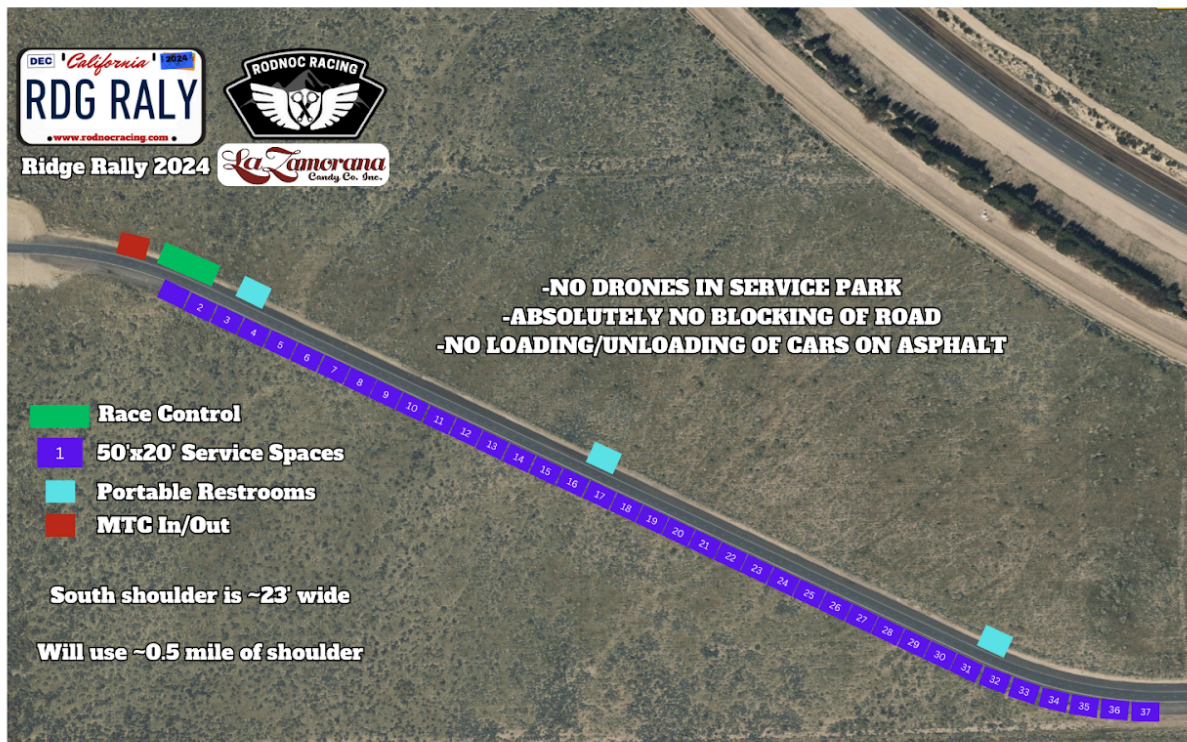 DEC 'California' 2024
RDG RALY
•www.rodnocracing.com•
Ridge Rally 2024
RODNOC RACING
La Zamorana
Candy Co. Inc.
-NO DRONES IN SERVICE PARK
-ABSOLUTELY NO BLOCKING OF ROAD
-NO LOADING/UNLOADING OF CARS ON ASPHALT
2
3
4
5
6
7
8
9
10
11
12
13
14
15
16
17
18
19
20
21
22
23
24
25
26
27
28
29
30
31
32
33
34
35
36
37
Race Control
1 50'x20' Service Spaces
Portable Restrooms
MTC In/Out
South shoulder is ~23' wide
Will use ~0.5 mile of shoulder